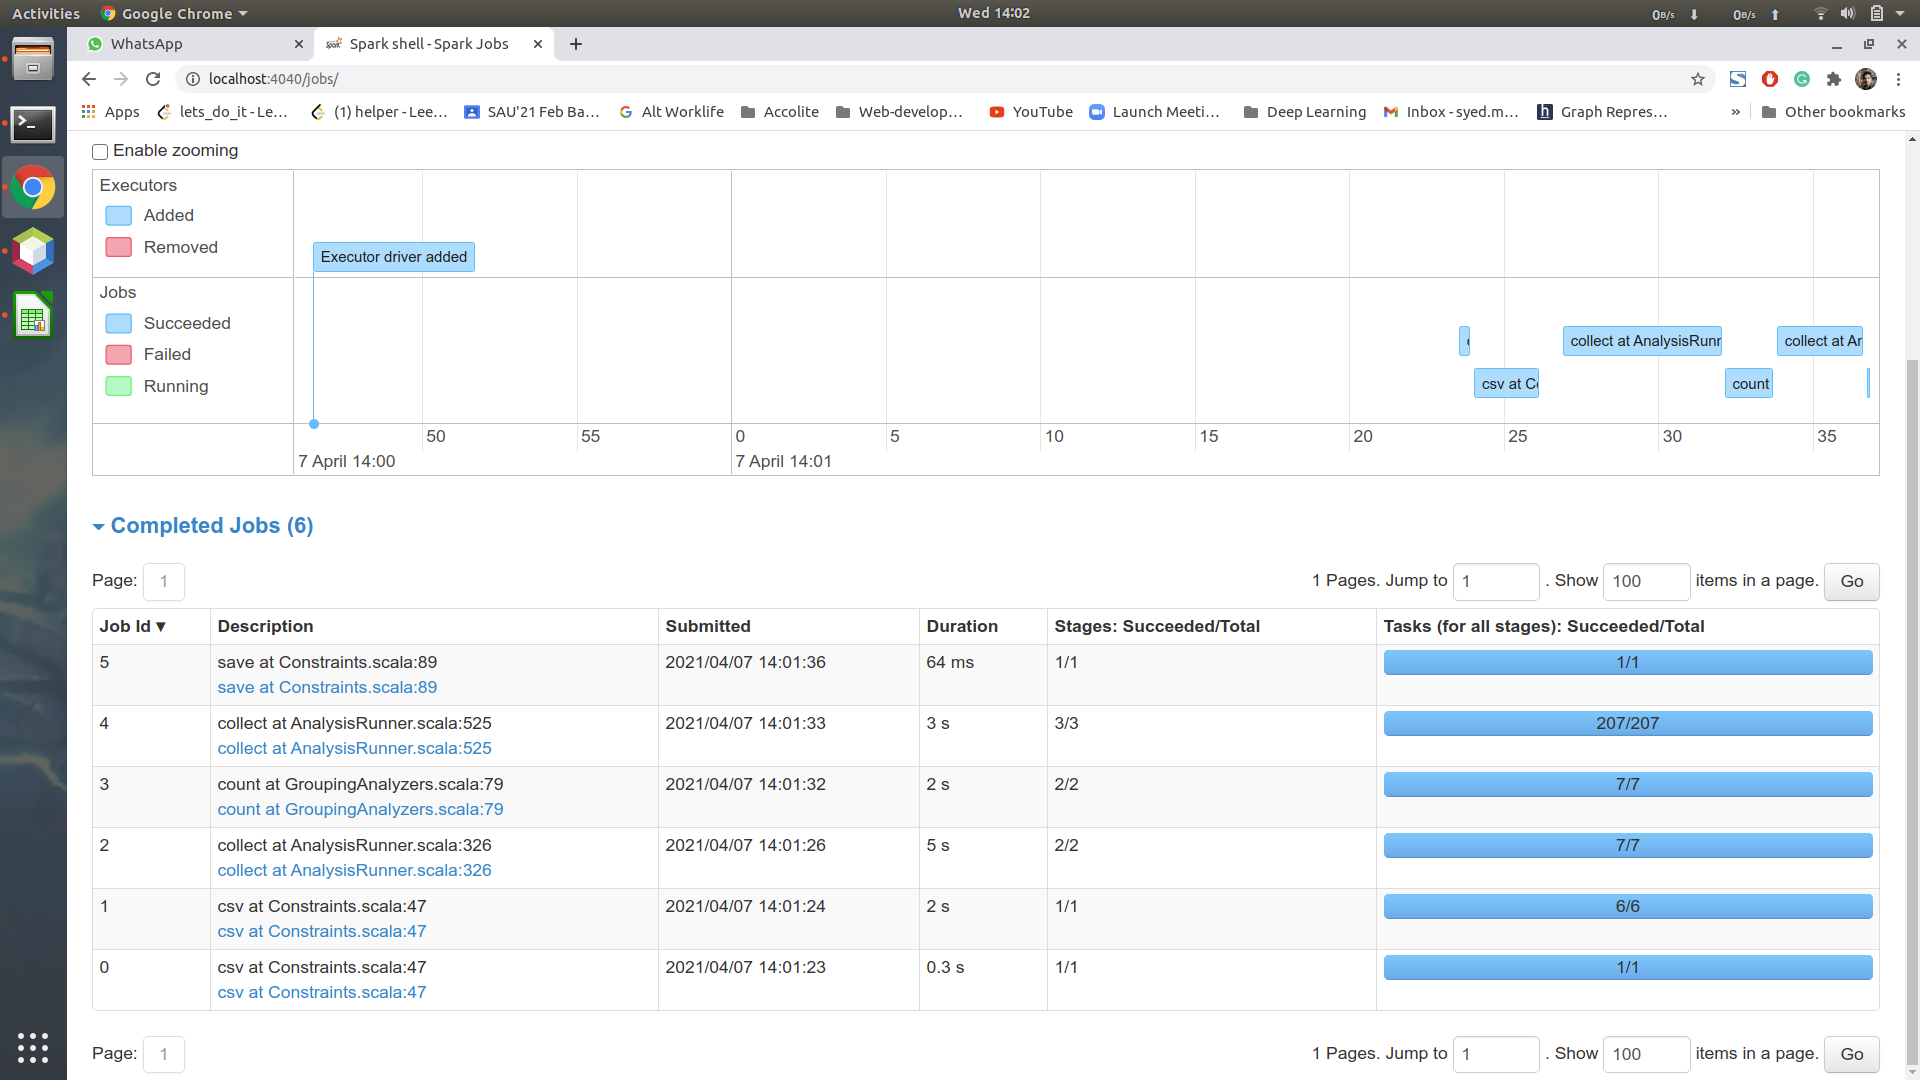 Activities Google Chrome Wed 14:02 0B/s 0B/s
WhatsApp Spark shell - Spark Jobs
localhost:4040/jobs/
Apps lets_do_it - Le... (1) helper - Lee... SAU'21 Feb Ba... Alt Worklife Accolite Web-develop... YouTube Launch Meeti... Deep Learning Inbox - syed.m... Graph Repres... » Other bookmarks
Enable zooming
Executors
Added
Removed
Executor driver added
Jobs
Succeeded
Failed
Running
collect at AnalysisRunn
collect at An
csv at Co
count
50 55 0 5 10 15 20 25 30 35
7 April 14:00 7 April 14:01
Completed Jobs (6)
Page: 1 1 Pages. Jump to 1 . Show 100 items in a page. Go
Job Id ▾ Description Submitted Duration Stages: Succeeded/Total Tasks (for all stages): Succeeded/Total
5 save at Constraints.scala:89 2021/04/07 14:01:36 64 ms 1/1 1/1
save at Constraints.scala:89
4 collect at AnalysisRunner.scala:525 2021/04/07 14:01:33 3 s 3/3 207/207
collect at AnalysisRunner.scala:525
3 count at GroupingAnalyzers.scala:79 2021/04/07 14:01:32 2 s 2/2 7/7
count at GroupingAnalyzers.scala:79
2 collect at AnalysisRunner.scala:326 2021/04/07 14:01:26 5 s 2/2 7/7
collect at AnalysisRunner.scala:326
1 csv at Constraints.scala:47 2021/04/07 14:01:24 2 s 1/1 6/6
csv at Constraints.scala:47
0 csv at Constraints.scala:47 2021/04/07 14:01:23 0.3 s 1/1 1/1
csv at Constraints.scala:47
Page: 1 1 Pages. Jump to 1 . Show 100 items in a page. Go